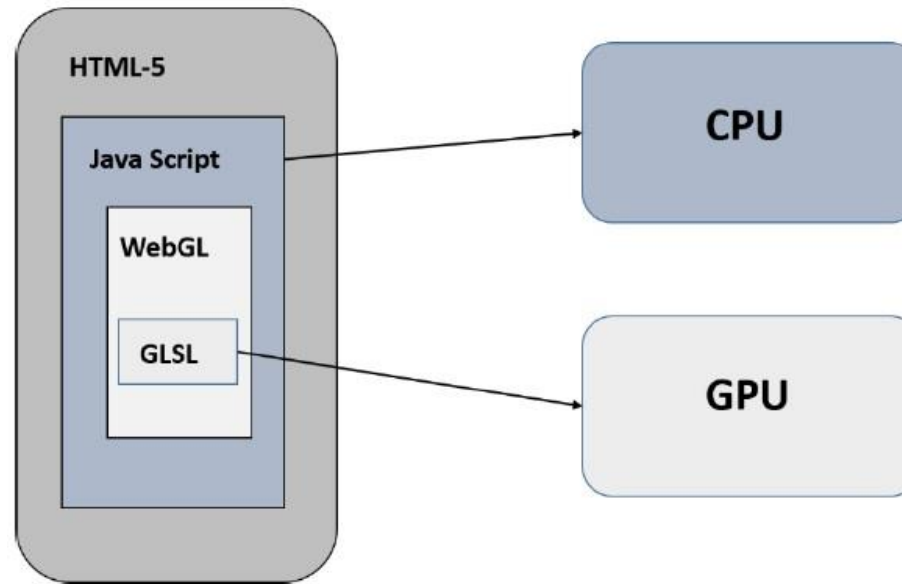 HTML-5
Java Script
WebGL
GLSL
CPU
GPU